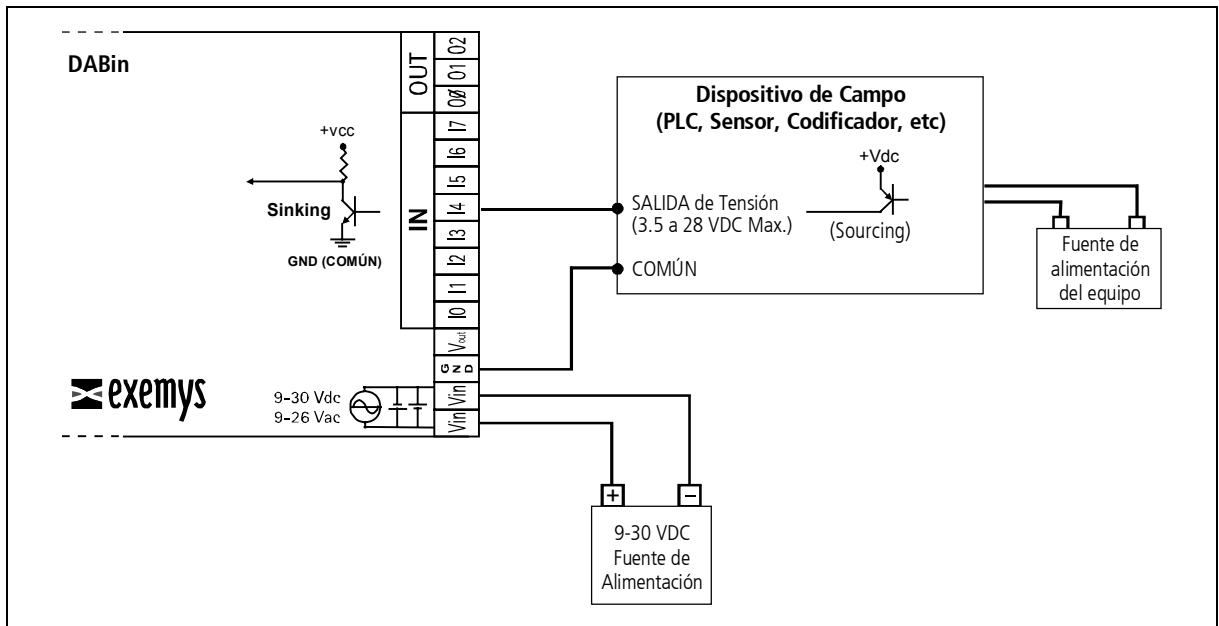 DABin
OUT
O2
O1
O0
IN
I7
I6
I5
I4
I3
I2
I1
I0
Vout
GND
Vin
Vin
+vcc
Sinking
GND (COMÚN)
exemys
9-30 Vdc
9-26 Vac
Dispositivo de Campo
(PLC, Sensor, Codificador, etc)
+Vdc
SALIDA de Tensión
(3.5 a 28 VDC Max.)
(Sourcing)
COMÚN
Fuente de
alimentación
del equipo
+
−
9-30 VDC
Fuente de
Alimentación